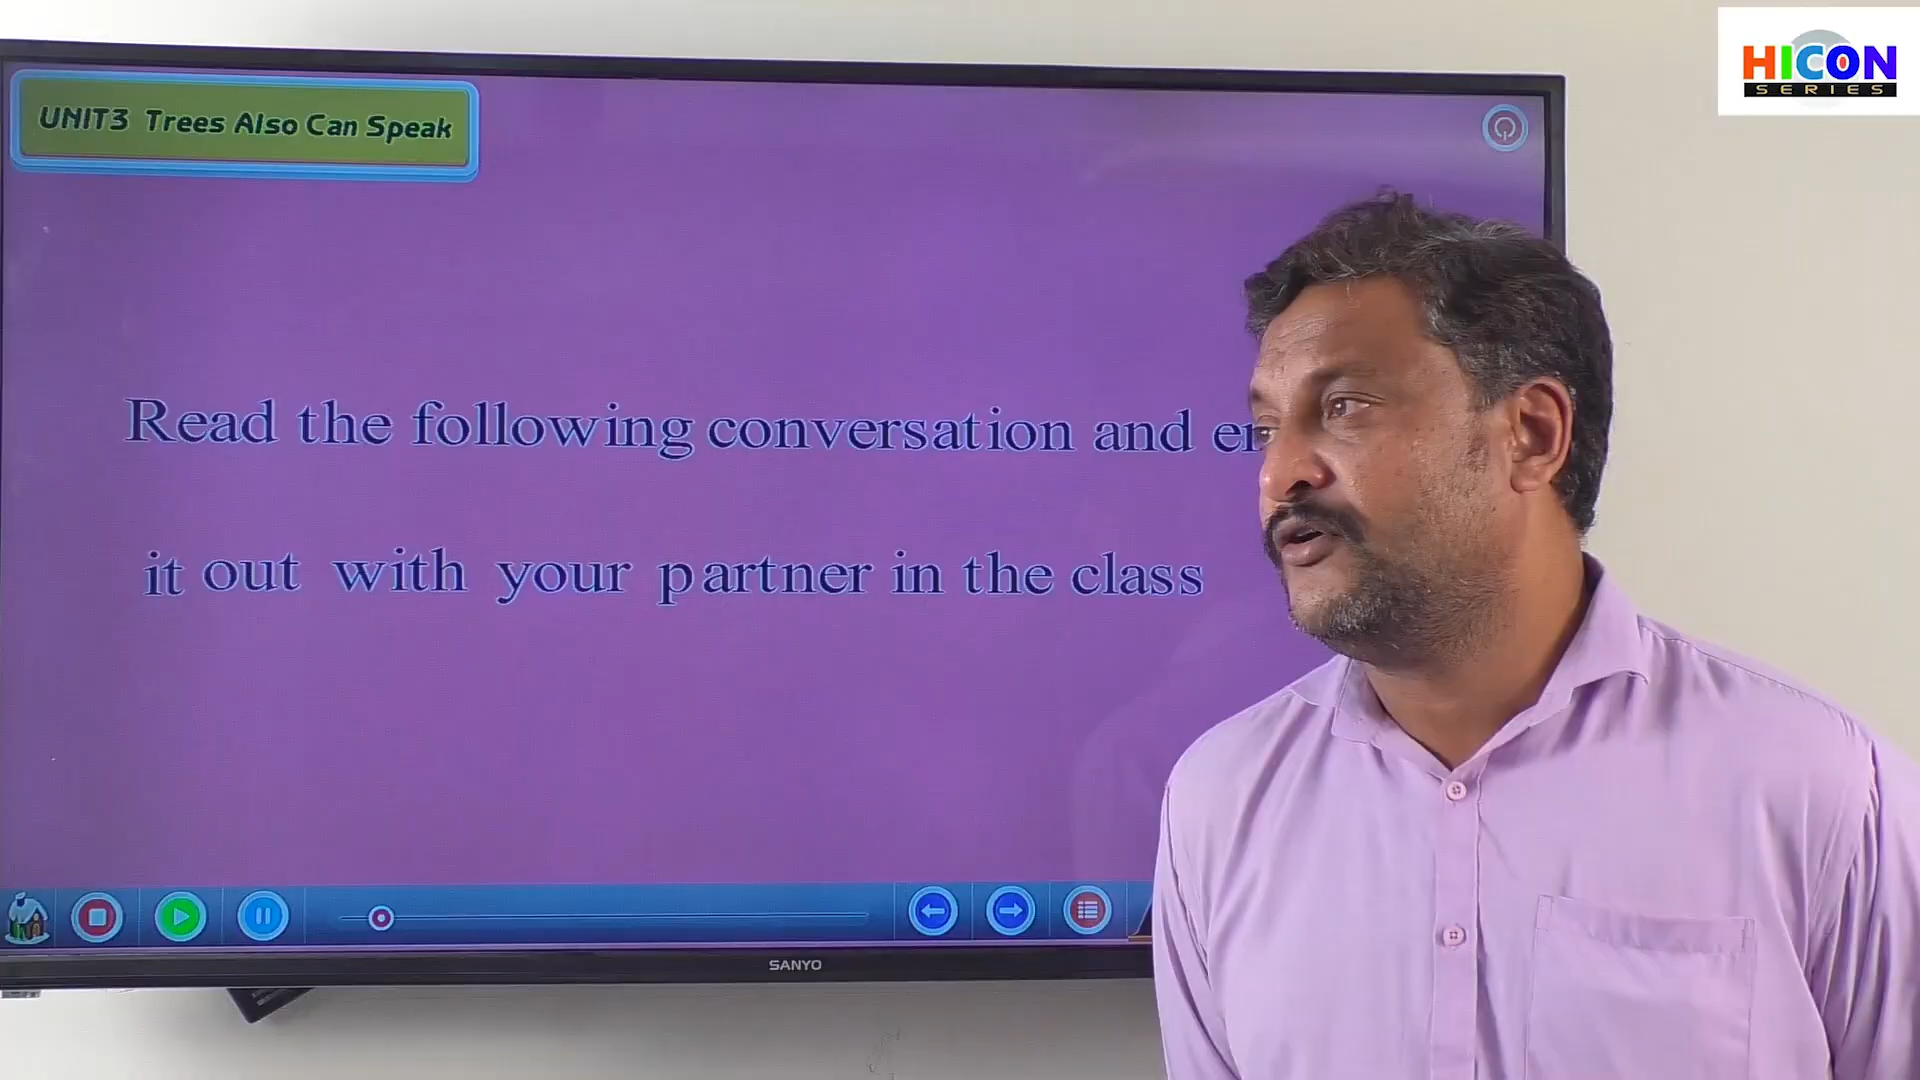 UNIT3 Trees Also Can Speak
HICON
SERIES
Read the following conversation and
it out with your partner in the class
SANYO